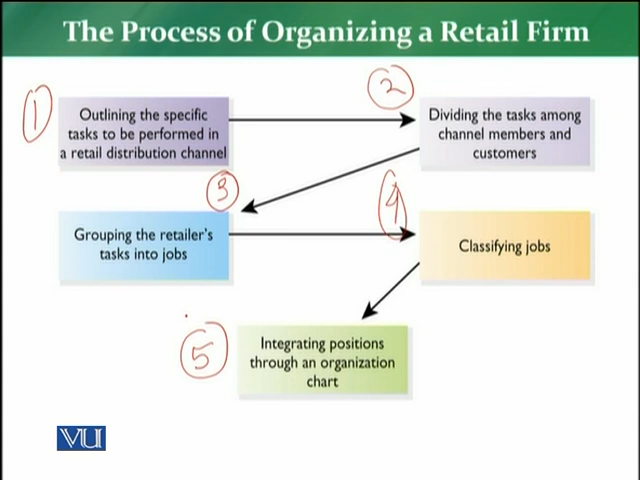 The Process of Organizing a Retail Firm
1
Outlining the specific
tasks to be performed in
a retail distribution channel
2
Dividing the tasks among
channel members and
customers
3
Grouping the retailer's
tasks into jobs
4
Classifying jobs
5
Integrating positions
through an organization
chart
VU